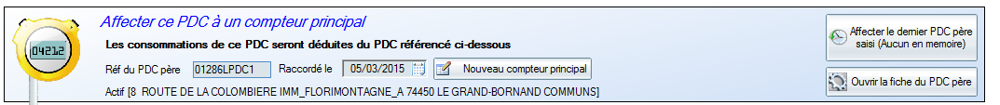 Affecter ce PDC à un compteur principal
Les consommations de ce PDC seront déduites du PDC référencé ci-dessous
Réf du PDC père 01286LPDC1 Raccordé le 05/03/2015 Nouveau compteur principal
Actif [8 ROUTE DE LA COLOMBIERE IMM_FLORIMONTAGNE_A 74450 LE GRAND-BORNAND COMMUNS]
04212
Affecter le dernier PDC père
saisi (Aucun en memoire)
Ouvrir la fiche du PDC père